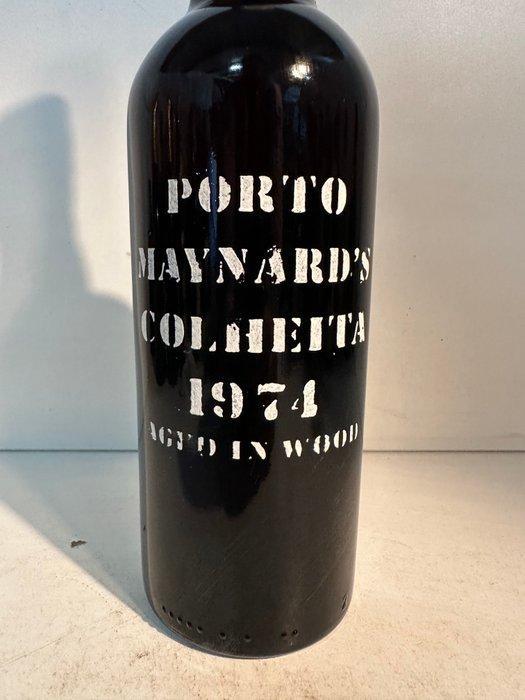 PORTO
MAYNARD'S
COLHEITA
1974
AGED IN WOOD